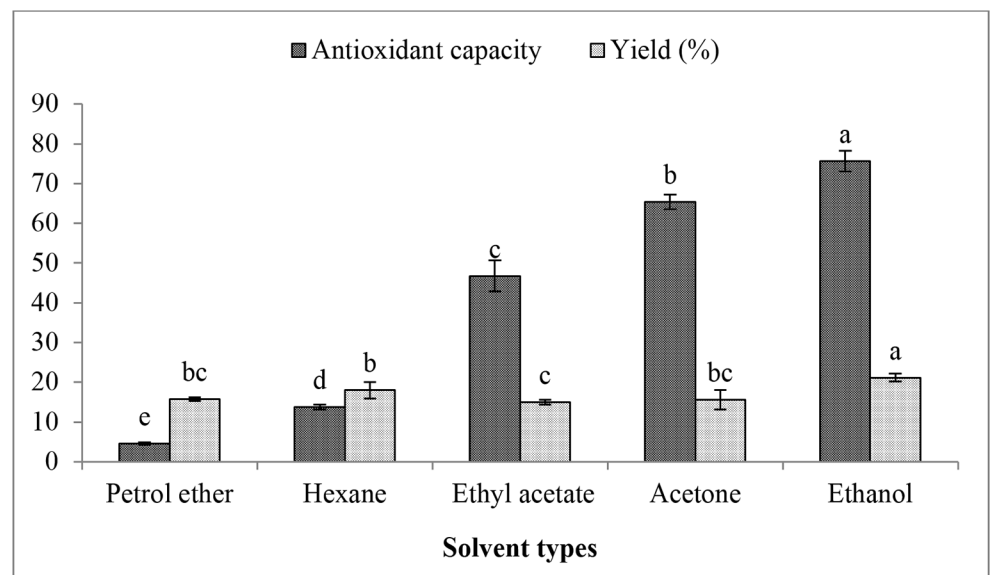 Antioxidant capacity Yield (%)
90
80
70
60
50
40
30
20
10
0
e bc d b c c b bc a a
Petrol ether Hexane Ethyl acetate Acetone Ethanol
Solvent types